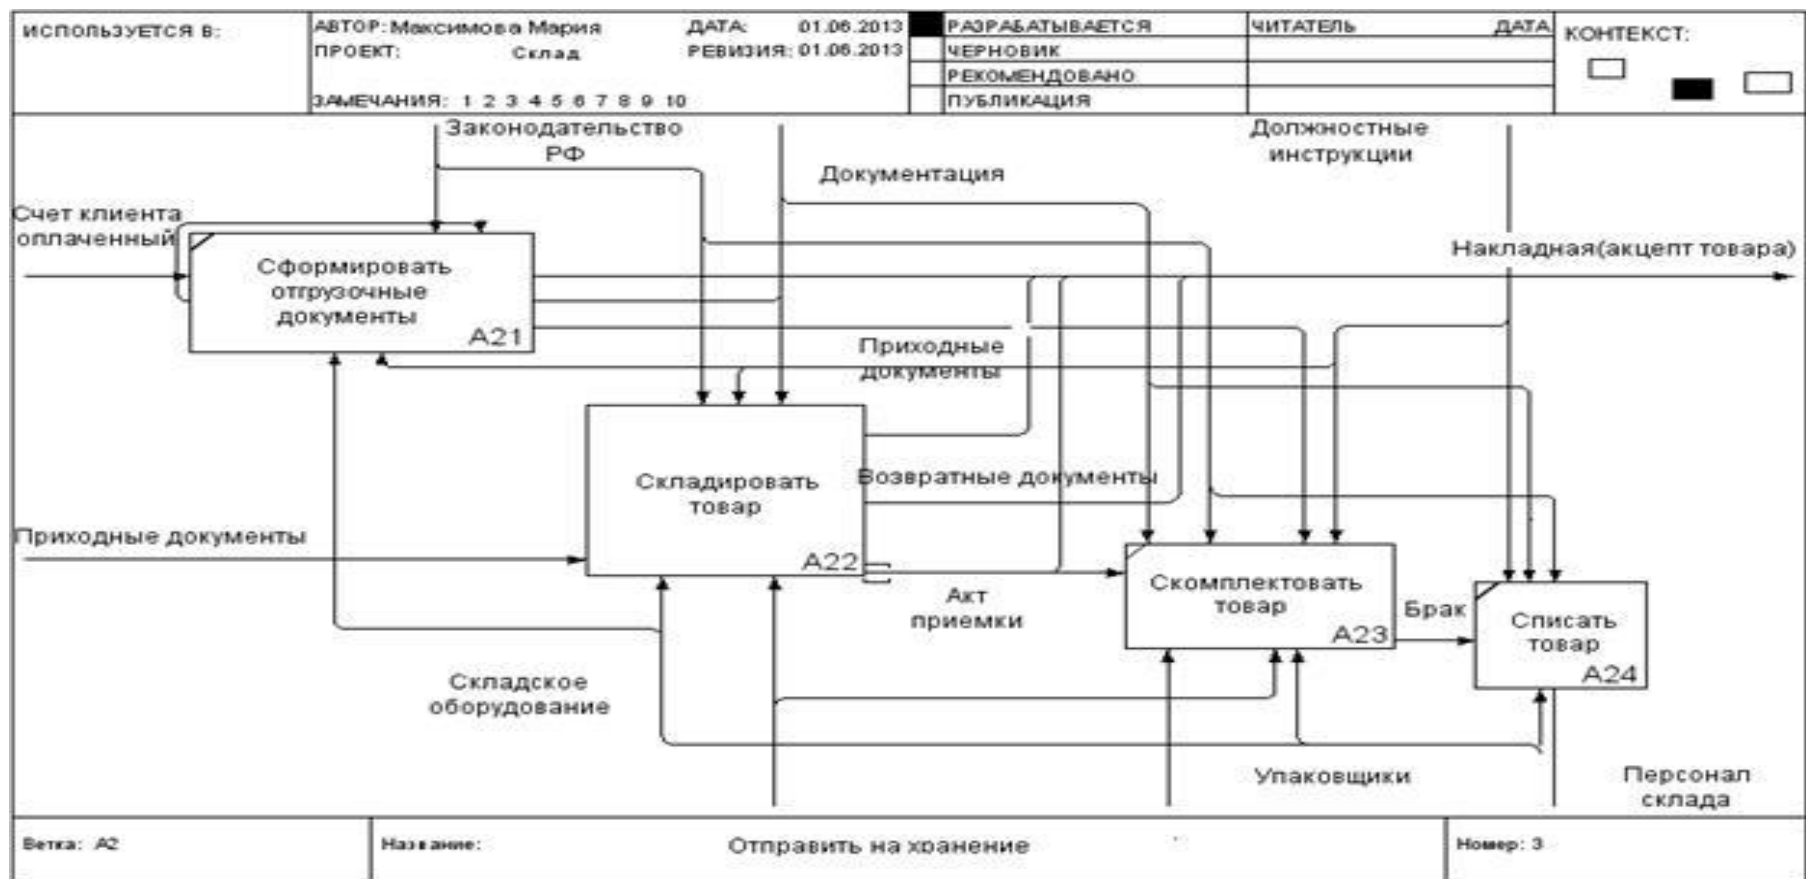 ИСПОЛЬЗУЕТСЯ В:
АВТОР: Максимова Мария
ДАТА: 01.06.2013
ПРОЕКТ: Склад
РЕВИЗИЯ: 01.06.2013
ЗАМЕЧАНИЯ: 1 2 3 4 5 6 7 8 9 10
РАЗРАБАТЫВАЕТСЯ
ЧЕРНОВИК
РЕКОМЕНДОВАНО
ПУБЛИКАЦИЯ
ЧИТАТЕЛЬ
ДАТА
КОНТЕКСТ:
Законодательство
РФ
Документация
Должностные
инструкции
Счет клиента
оплаченный
Накладная(акцепт товара)
Сформировать
отгрузочные
документы
A21
Приходные
документы
Складировать
товар
A22
Возвратные документы
Приходные документы
Акт
приемки
Скомплектовать
товар
A23
Брак
Списать
товар
A24
Складское
оборудование
Упаковщики
Персонал
склада
Ветка: A2
Название:
Отправить на хранение
Номер: 3